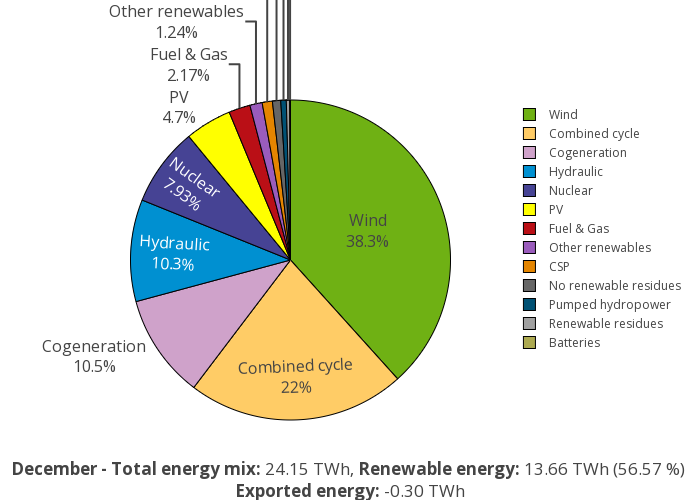 Other renewables
1.24%
Fuel & Gas
2.17%
PV
4.7%
Nuclear
7.93%
Hydraulic
10.3%
Cogeneration
10.5%
Combined cycle
22%
Wind
38.3%
Wind
Combined cycle
Cogeneration
Hydraulic
Nuclear
PV
Fuel & Gas
Other renewables
CSP
No renewable residues
Pumped hydropower
Renewable residues
Batteries
December - Total energy mix: 24.15 TWh, Renewable energy: 13.66 TWh (56.57 %)
Exported energy: -0.30 TWh